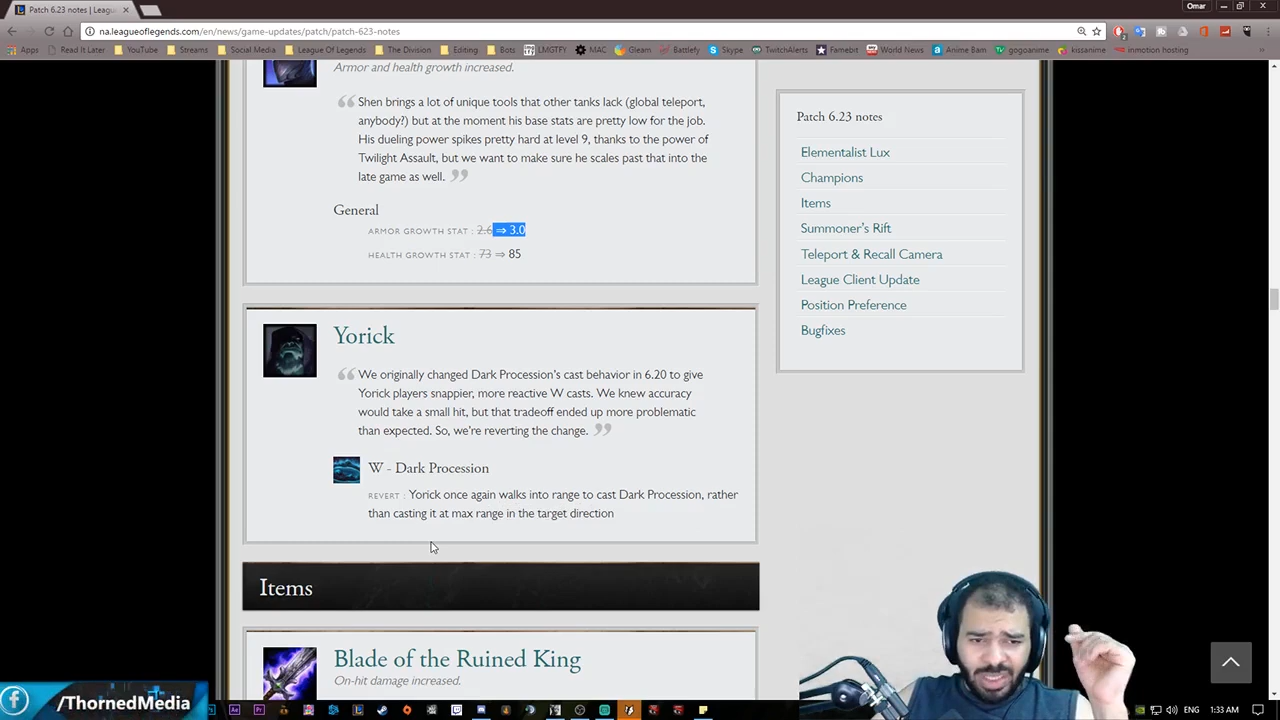 Patch 6.23 notes | Leagu
Omar
na.leagueoflegends.com/en/news/game-updates/patch/patch-623-notes
Apps Read It Later YouTube Streams Social Media League Of Legends The Division Editing Bots LMGTFY MAC Gleam Battlefy Skype TwitchAlerts Famebit World News Anime Bam gogoanime kissanime inmotion hosting
Armor and health growth increased.
Shen brings a lot of unique tools that other tanks lack (global teleport,
anybody?) but at the moment his base stats are pretty low for the job.
His dueling power spikes pretty hard at level 9, thanks to the power of
Twilight Assault, but we want to make sure he scales past that into the
late game as well.
General
ARMOR GROWTH STAT : 2.6 ⇒ 3.0
HEALTH GROWTH STAT : 73 ⇒ 85
Yorick
We originally changed Dark Procession's cast behavior in 6.20 to give
Yorick players snappier, more reactive W casts. We knew accuracy
would take a small hit, but that tradeoff ended up more problematic
than expected. So, we're reverting the change.
W - Dark Procession
REVERT : Yorick once again walks into range to cast Dark Procession, rather
than casting it at max range in the target direction
Items
Blade of the Ruined King
On-hit damage increased.
Patch 6.23 notes
Elementalist Lux
Champions
Items
Summoner's Rift
Teleport & Recall Camera
League Client Update
Position Preference
Bugfixes
/ThornedMedia
ENG 1:33 AM